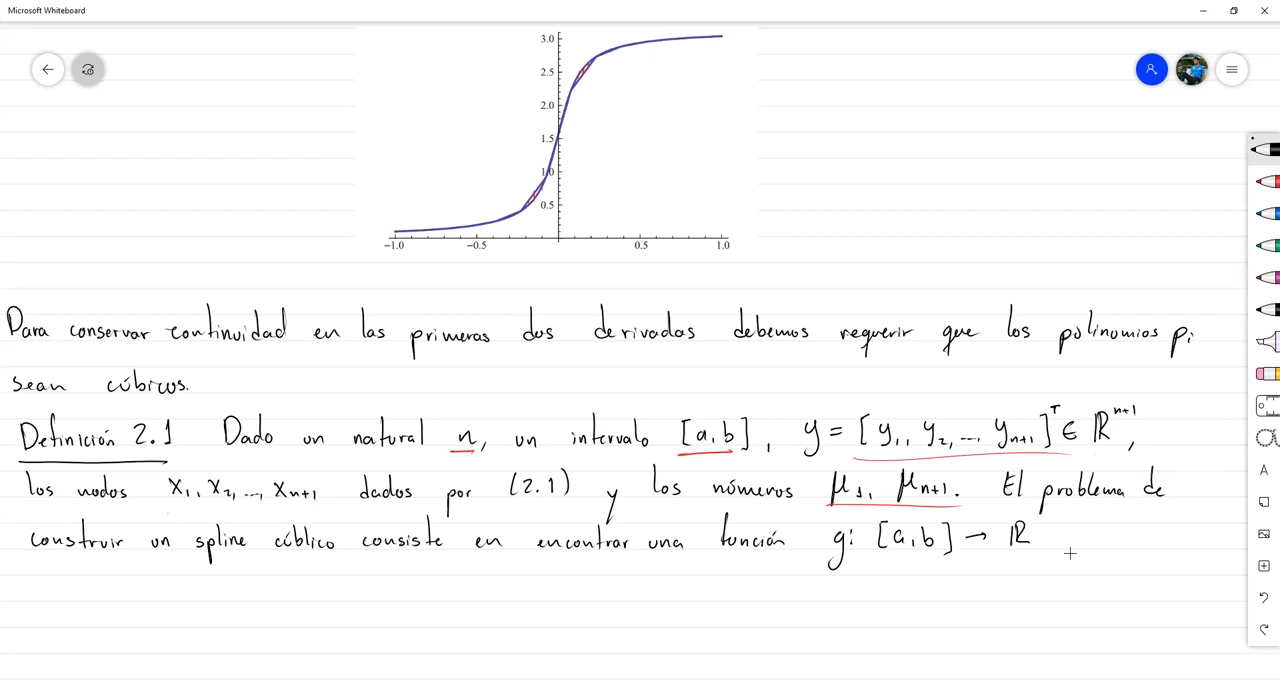 Microsoft Whiteboard
3.0
2.5
2.0
1.5
1.0
0.5
-1.0 -0.5 0.5 1.0
Para conservar continuidad en las primeras dos derivadas debemos requerir que los polinomios pi
sean cúbicos.
Definición 2.1 Dado un natural n, un intervalo [a,b], y = [y₁, y₂, ..., yₙ₊₁]ᵀ ∈ ℝⁿ⁺¹,
los nodos x₁, x₂, ..., xₙ₊₁ dados por (2.1) y los números μ₁, μₙ₊₁. El problema de
construir un spline cúblico consiste en encontrar una función g: [a,b] → ℝ
A